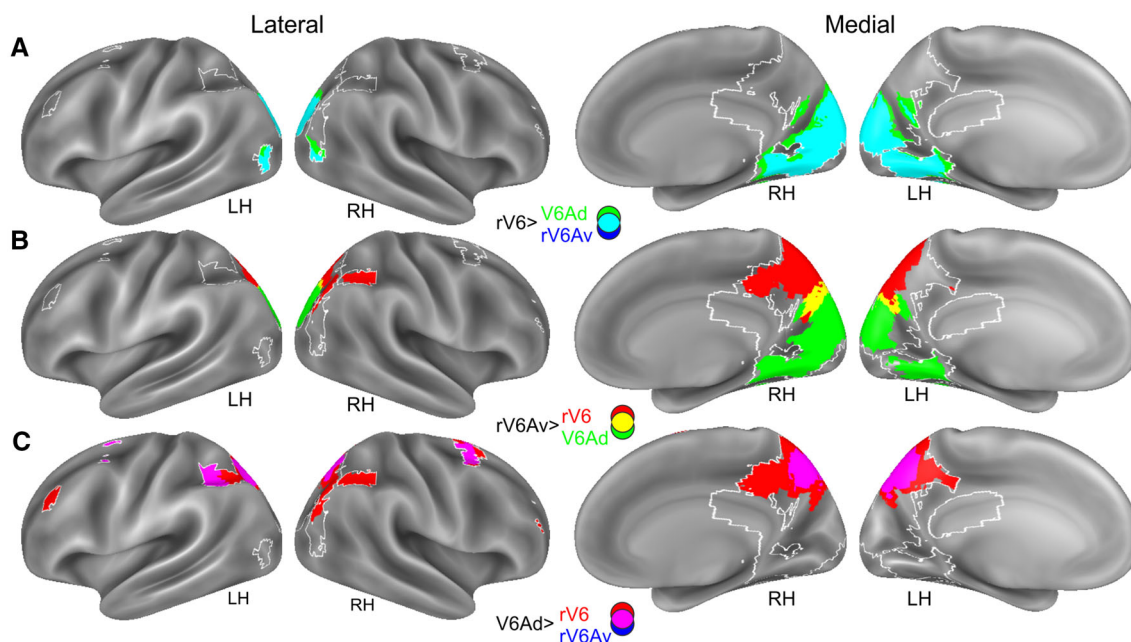 Lateral Medial
A
LH RH RH LH
rV6> V6Ad
rV6Av
B
LH RH RH LH
rV6Av> rV6
V6Ad
C
LH RH RH LH
V6Ad> rV6
rV6Av